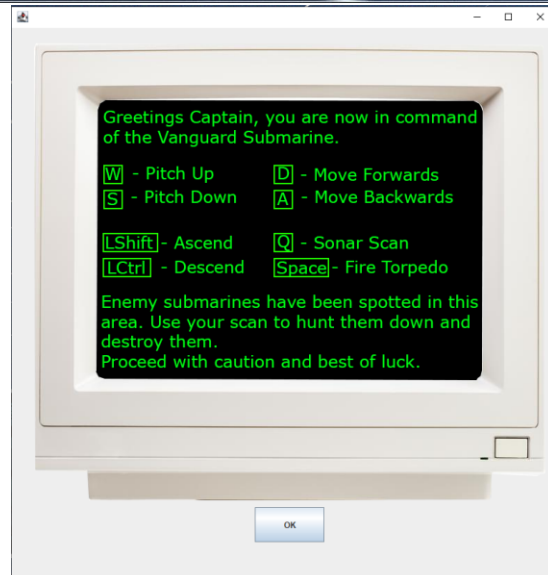 Greetings Captain, you are now in command
of the Vanguard Submarine.
W - Pitch Up D - Move Forwards
S - Pitch Down A - Move Backwards
LShift - Ascend Q - Sonar Scan
LCtrl - Descend Space - Fire Torpedo
Enemy submarines have been spotted in this
area. Use your scan to hunt them down and
destroy them.
Proceed with caution and best of luck.
OK